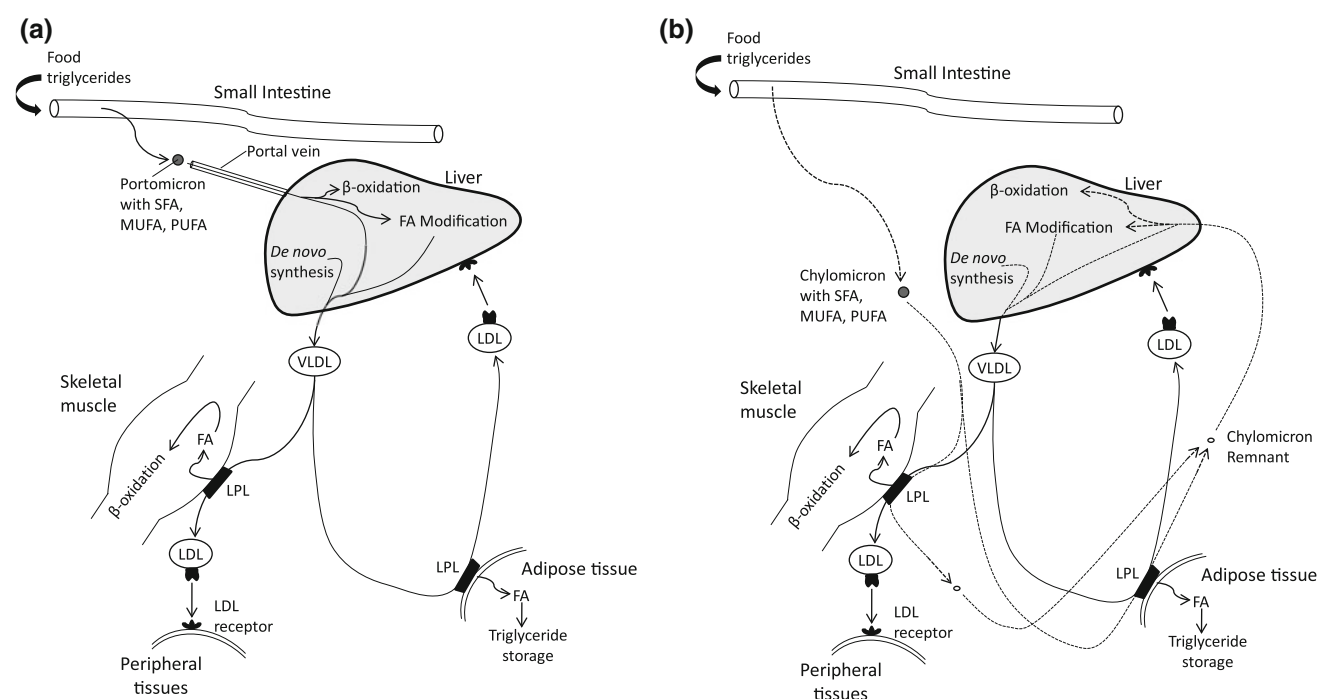 (a)
Food
triglycerides
Small Intestine
Portal vein
Portomicron
with SFA,
MUFA, PUFA
Liver
β-oxidation
FA Modification
De novo
synthesis
LDL
VLDL
Skeletal
muscle
FA
β-oxidation
LPL
LDL
LDL
receptor
Peripheral
tissues
LPL
Adipose tissue
FA
Triglyceride
storage
(b)
Food
triglycerides
Small Intestine
Liver
β-oxidation
FA Modification
De novo
synthesis
Chylomicron
with SFA,
MUFA, PUFA
LDL
VLDL
Skeletal
muscle
FA
β-oxidation
LPL
Chylomicron
Remnant
LDL
LDL
receptor
Peripheral
tissues
LPL
Adipose tissue
FA
Triglyceride
storage